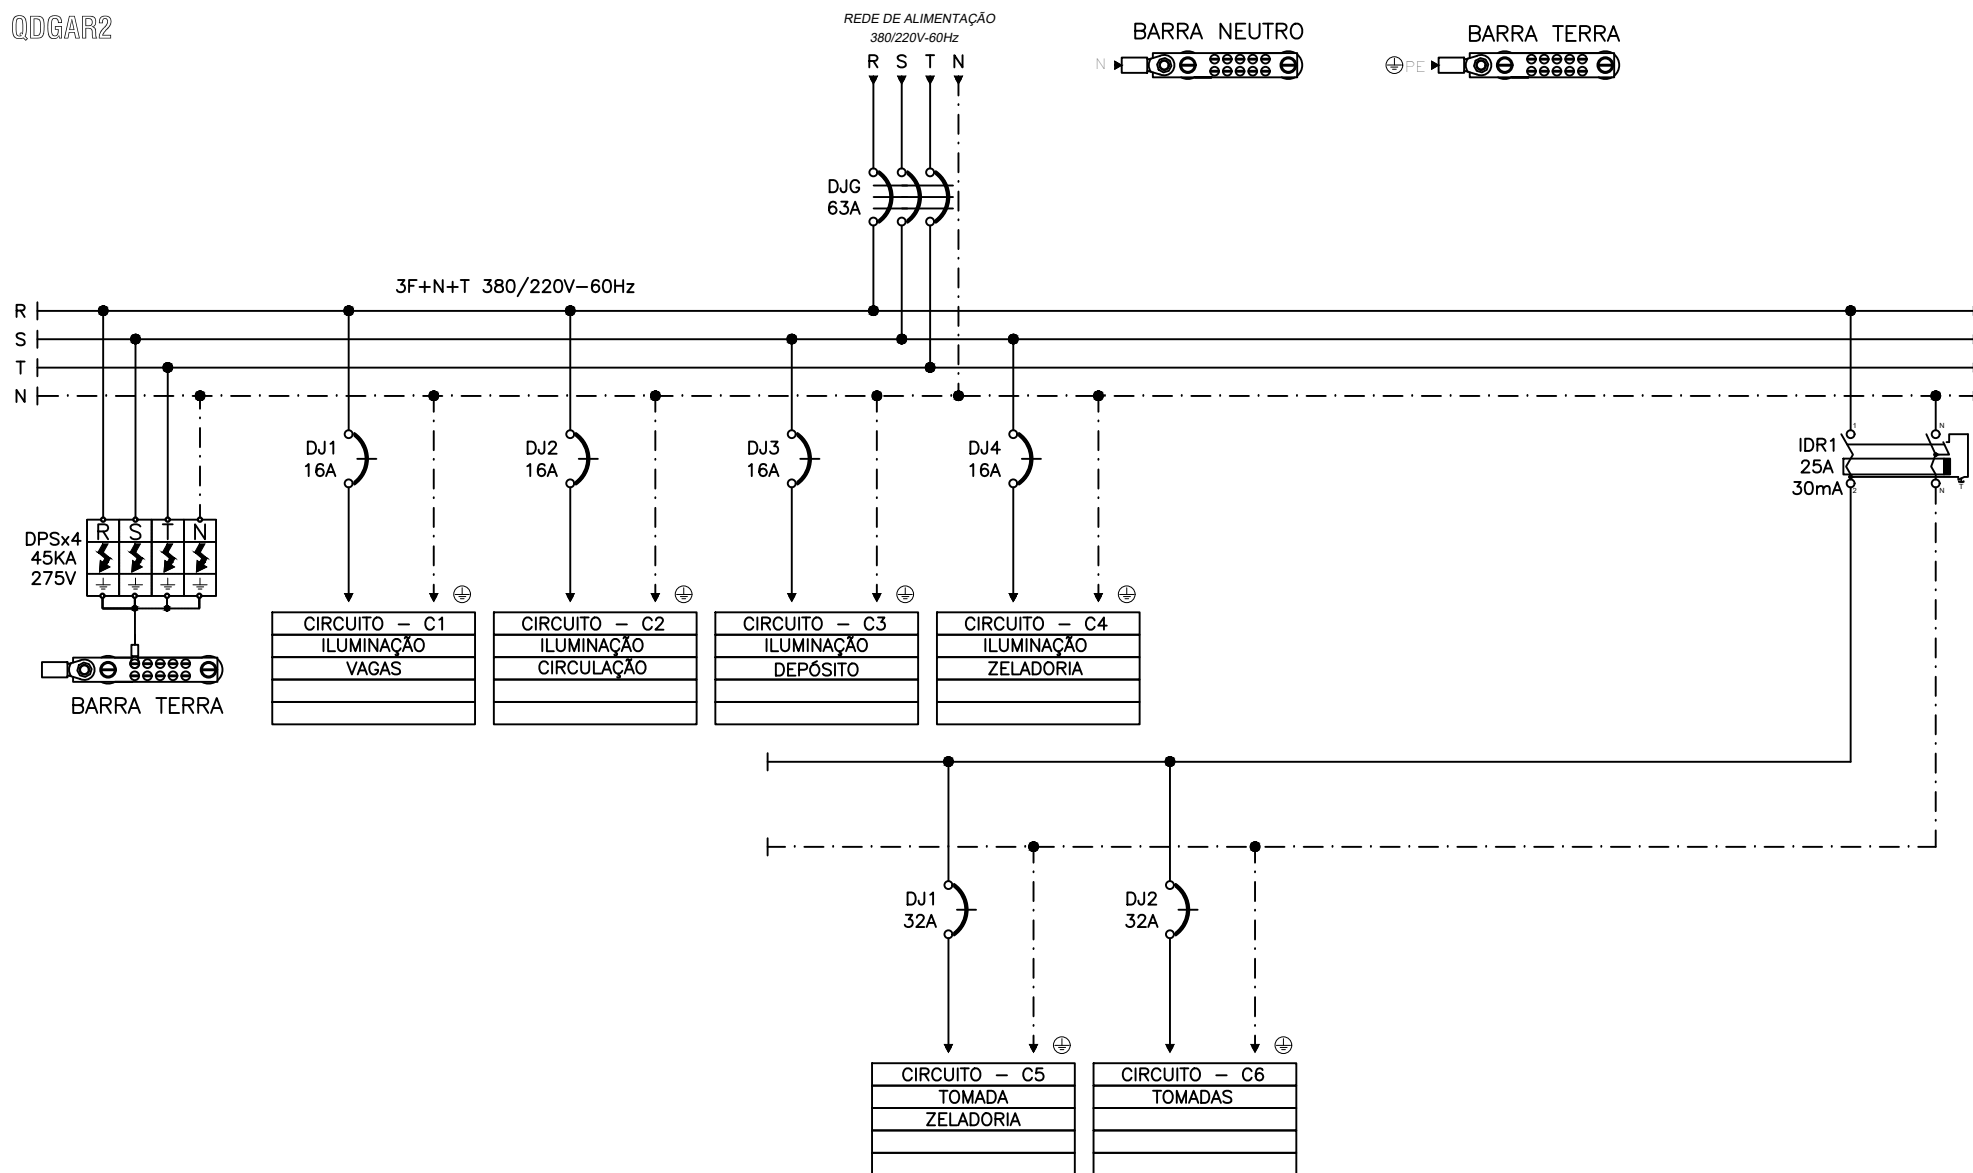 QDGAR2
REDE DE ALIMENTAÇÃO
380/220V-60Hz
R S T N
BARRA NEUTRO
N
BARRA TERRA
PE
DJG
63A
3F+N+T 380/220V-60Hz
R
S
T
N
DJ1
16A
DJ2
16A
DJ3
16A
DJ4
16A
IDR1
25A
30mA
1
N
2
N
T
DPSx4
45KA
275V
R S T N
BARRA TERRA
CIRCUITO - C1
ILUMINAÇÃO
VAGAS
CIRCUITO - C2
ILUMINAÇÃO
CIRCULAÇÃO
CIRCUITO - C3
ILUMINAÇÃO
DEPÓSITO
CIRCUITO - C4
ILUMINAÇÃO
ZELADORIA
DJ1
32A
DJ2
32A
CIRCUITO - C5
TOMADA
ZELADORIA
CIRCUITO - C6
TOMADAS